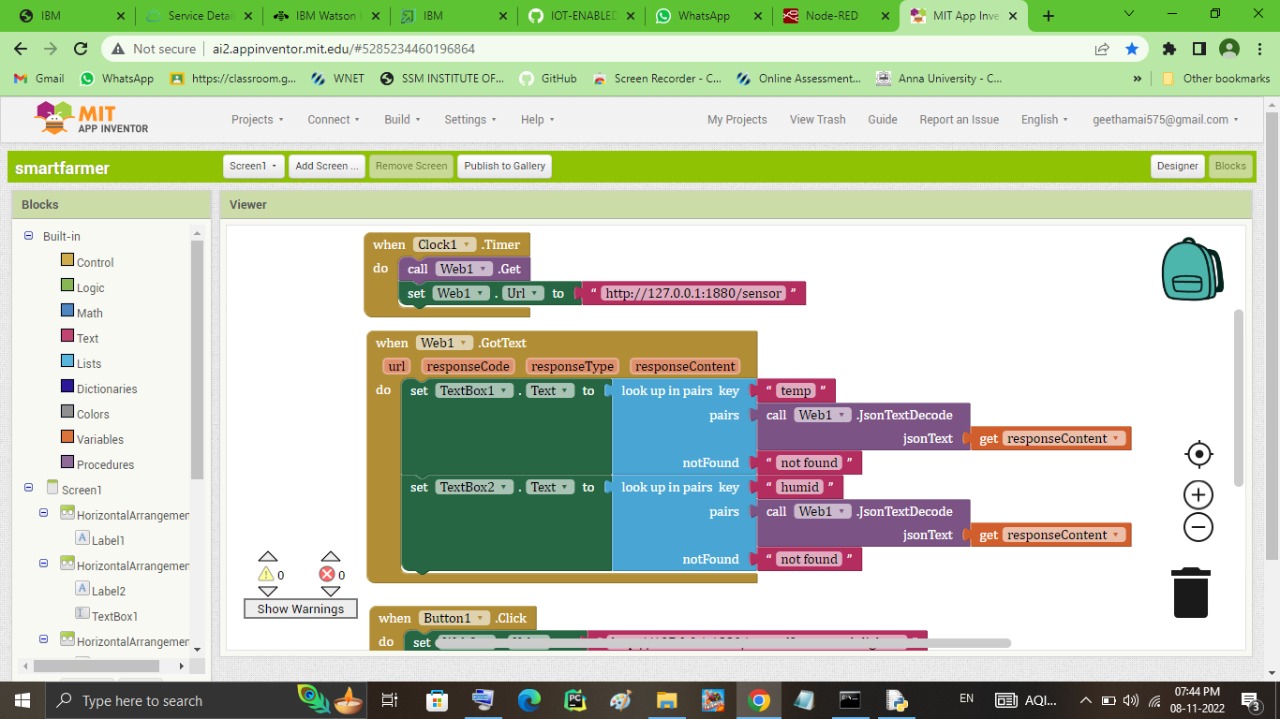 IBM
Service Detai
IBM Watson
IBM
IOT-ENABLED
WhatsApp
Node-RED
MIT App Inve
Not secure
ai2.appinventor.mit.edu/#5285234460196864
Gmail
WhatsApp
https://classroom.g...
WNET
SSM INSTITUTE OF...
GitHub
Screen Recorder - C...
Online Assessment...
Anna University - C...
»
Other bookmarks
MIT
APP INVENTOR
Projects
Connect
Build
Settings
Help
My Projects
View Trash
Guide
Report an Issue
English
geethamai575@gmail.com
smartfarmer
Screen1
Add Screen ...
Remove Screen
Publish to Gallery
Designer
Blocks
Blocks
Viewer
Built-in
Control
Logic
Math
Text
Lists
Dictionaries
Colors
Variables
Procedures
Screen1
HorizontalArrangemer
Label1
HorizontalArrangemer
Label2
TextBox1
HorizontalArrangemer
when Clock1 .Timer
do call Web1 .Get
set Web1 . Url to “ http://127.0.0.1:1880/sensor ”
when Web1 .GotText
url responseCode responseType responseContent
do set TextBox1 . Text to look up in pairs key “ temp ”
pairs call Web1 .JsonTextDecode
jsonText get responseContent
notFound “ not found ”
set TextBox2 . Text to look up in pairs key “ humid ”
pairs call Web1 .JsonTextDecode
jsonText get responseContent
notFound “ not found ”
when Button1 .Click
do set
0 0
Show Warnings
Type here to search
EN
AQI...
07:44 PM
08-11-2022
3